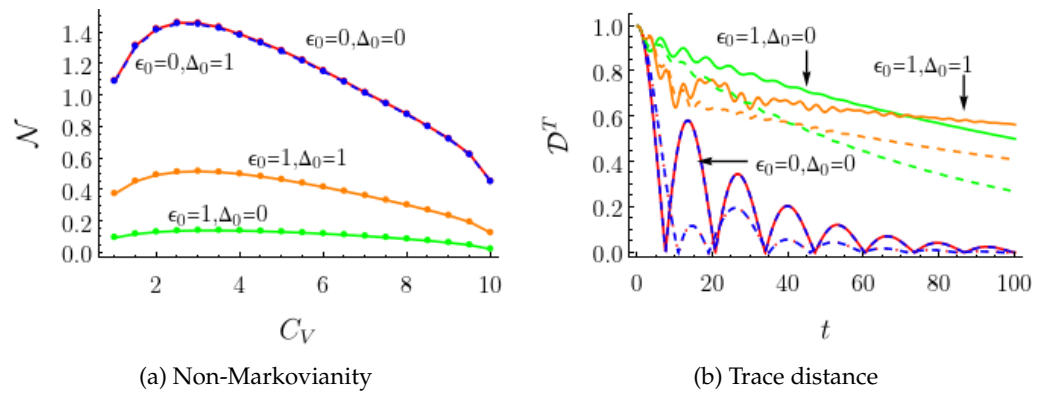 1.4
1.2
1.0
0.8
0.6
0.4
0.2
0.0
𝒩
ϵ₀=0,Δ₀=1
ϵ₀=0,Δ₀=0
ϵ₀=1,Δ₀=1
ϵ₀=1,Δ₀=0
2 4 6 8 10
C_V
(a) Non-Markovianity
1.0
0.8
0.6
0.4
0.2
0.0
𝒟ᵀ
ϵ₀=1,Δ₀=0
ϵ₀=1,Δ₀=1
ϵ₀=0,Δ₀=0
0 20 40 60 80 100
t
(b) Trace distance